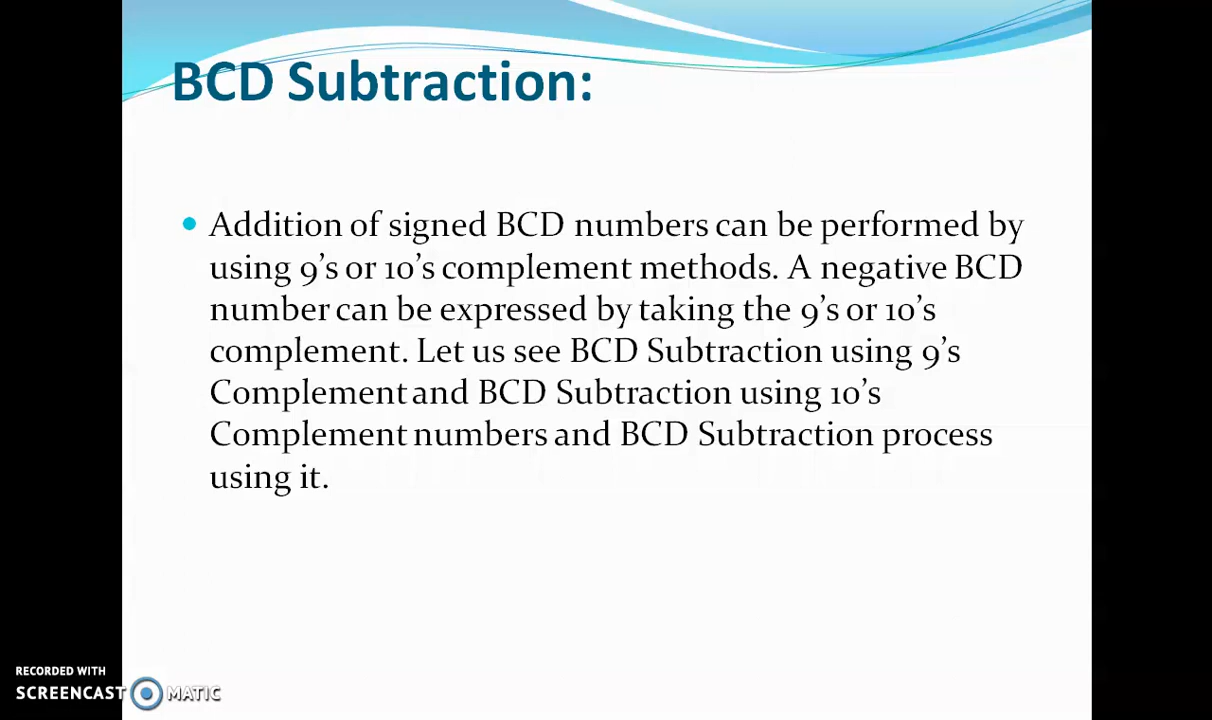 BCD Subtraction:
Addition of signed BCD numbers can be performed by
using 9’s or 10’s complement methods. A negative BCD
number can be expressed by taking the 9’s or 10’s
complement. Let us see BCD Subtraction using 9’s
Complement and BCD Subtraction using 10’s
Complement numbers and BCD Subtraction process
using it.
RECORDED WITH
SCREENCAST MATIC